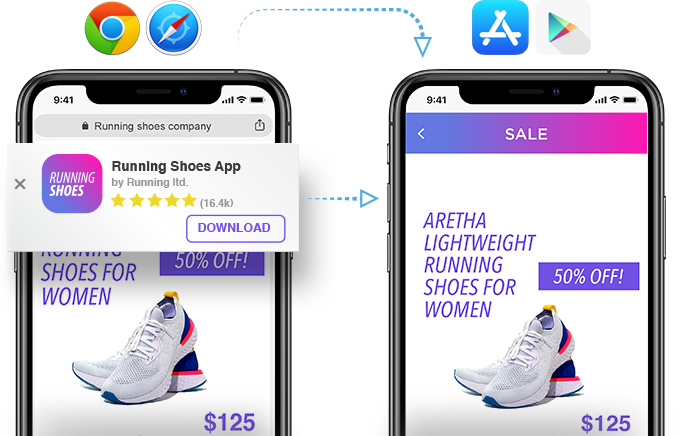 9:41
Running shoes company
RUNNING
SHOES
Running Shoes App
by Running ltd.
(16.4k)
DOWNLOAD
RUNNING
SHOES FOR
WOMEN
50% OFF!
$125
9:41
SALE
ARETHA
LIGHTWEIGHT
RUNNING
SHOES FOR
WOMEN
50% OFF!
$125